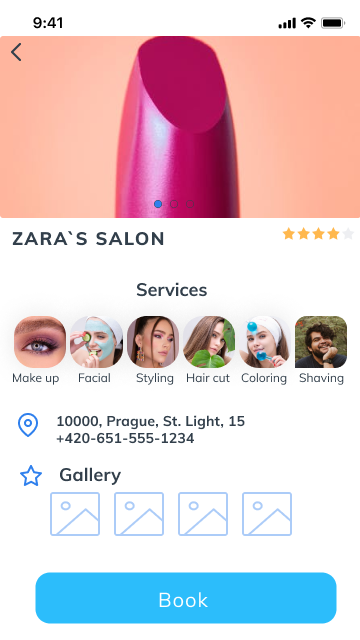 9:41
ZARA`S SALON
Services
Make up Facial Styling Hair cut Coloring Shaving
10000, Prague, St. Light, 15
+420-651-555-1234
Gallery
Book